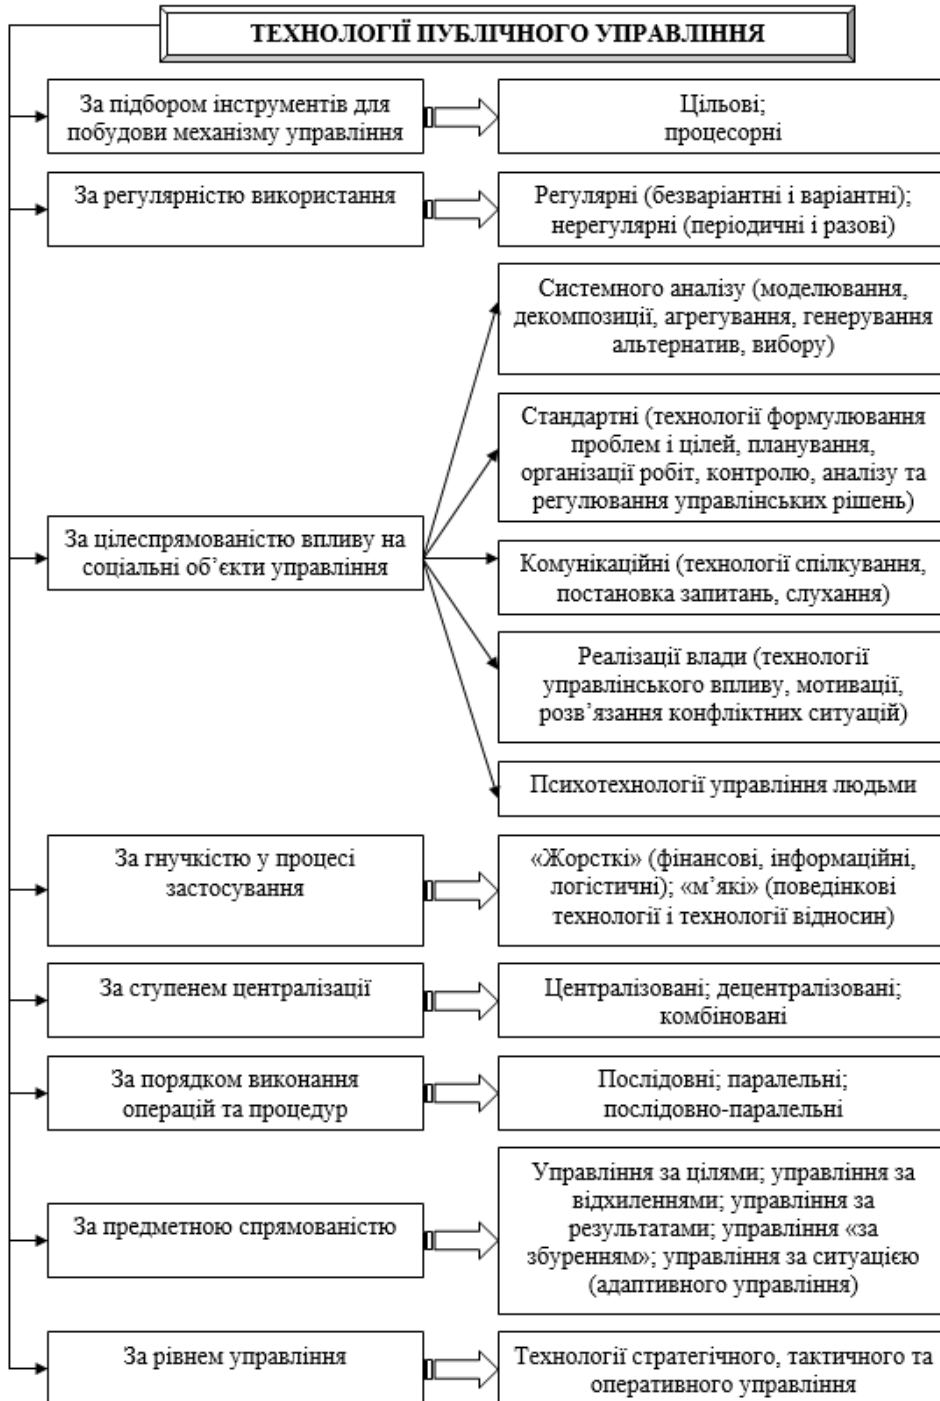 ТЕХНОЛОГІЇ ПУБЛІЧНОГО УПРАВЛІННЯ
За підбором інструментів для
побудови механізму управління
Цільові;
процесорні
За регулярністю використання
Регулярні (безваріантні і варіантні);
нерегулярні (періодичні і разові)
За цілеспрямованістю впливу на
соціальні об’єкти управління
Системного аналізу (моделювання,
декомпозиції, агрегування, генерування
альтернатив, вибору)
Стандартні (технології формулювання
проблем і цілей, планування,
організації робіт, контролю, аналізу та
регулювання управлінських рішень)
Комунікаційні (технології спілкування,
постановка запитань, слухання)
Реалізації влади (технології
управлінського впливу, мотивації,
розв’язання конфліктних ситуацій)
Психотехнології управління людьми
За гнучкістю у процесі
застосування
«Жорсткі» (фінансові, інформаційні,
логістичні); «м’які» (поведінкові
технології і технології відносин)
За ступенем централізації
Централізовані; децентралізовані;
комбіновані
За порядком виконання
операцій та процедур
Послідовні; паралельні;
послідовно-паралельні
За предметною спрямованістю
Управління за цілями; управління за
відхиленнями; управління за
результатами; управління «за
збуренням»; управління за ситуацією
(адаптивного управління)
За рівнем управління
Технології стратегічного, тактичного та
оперативного управління